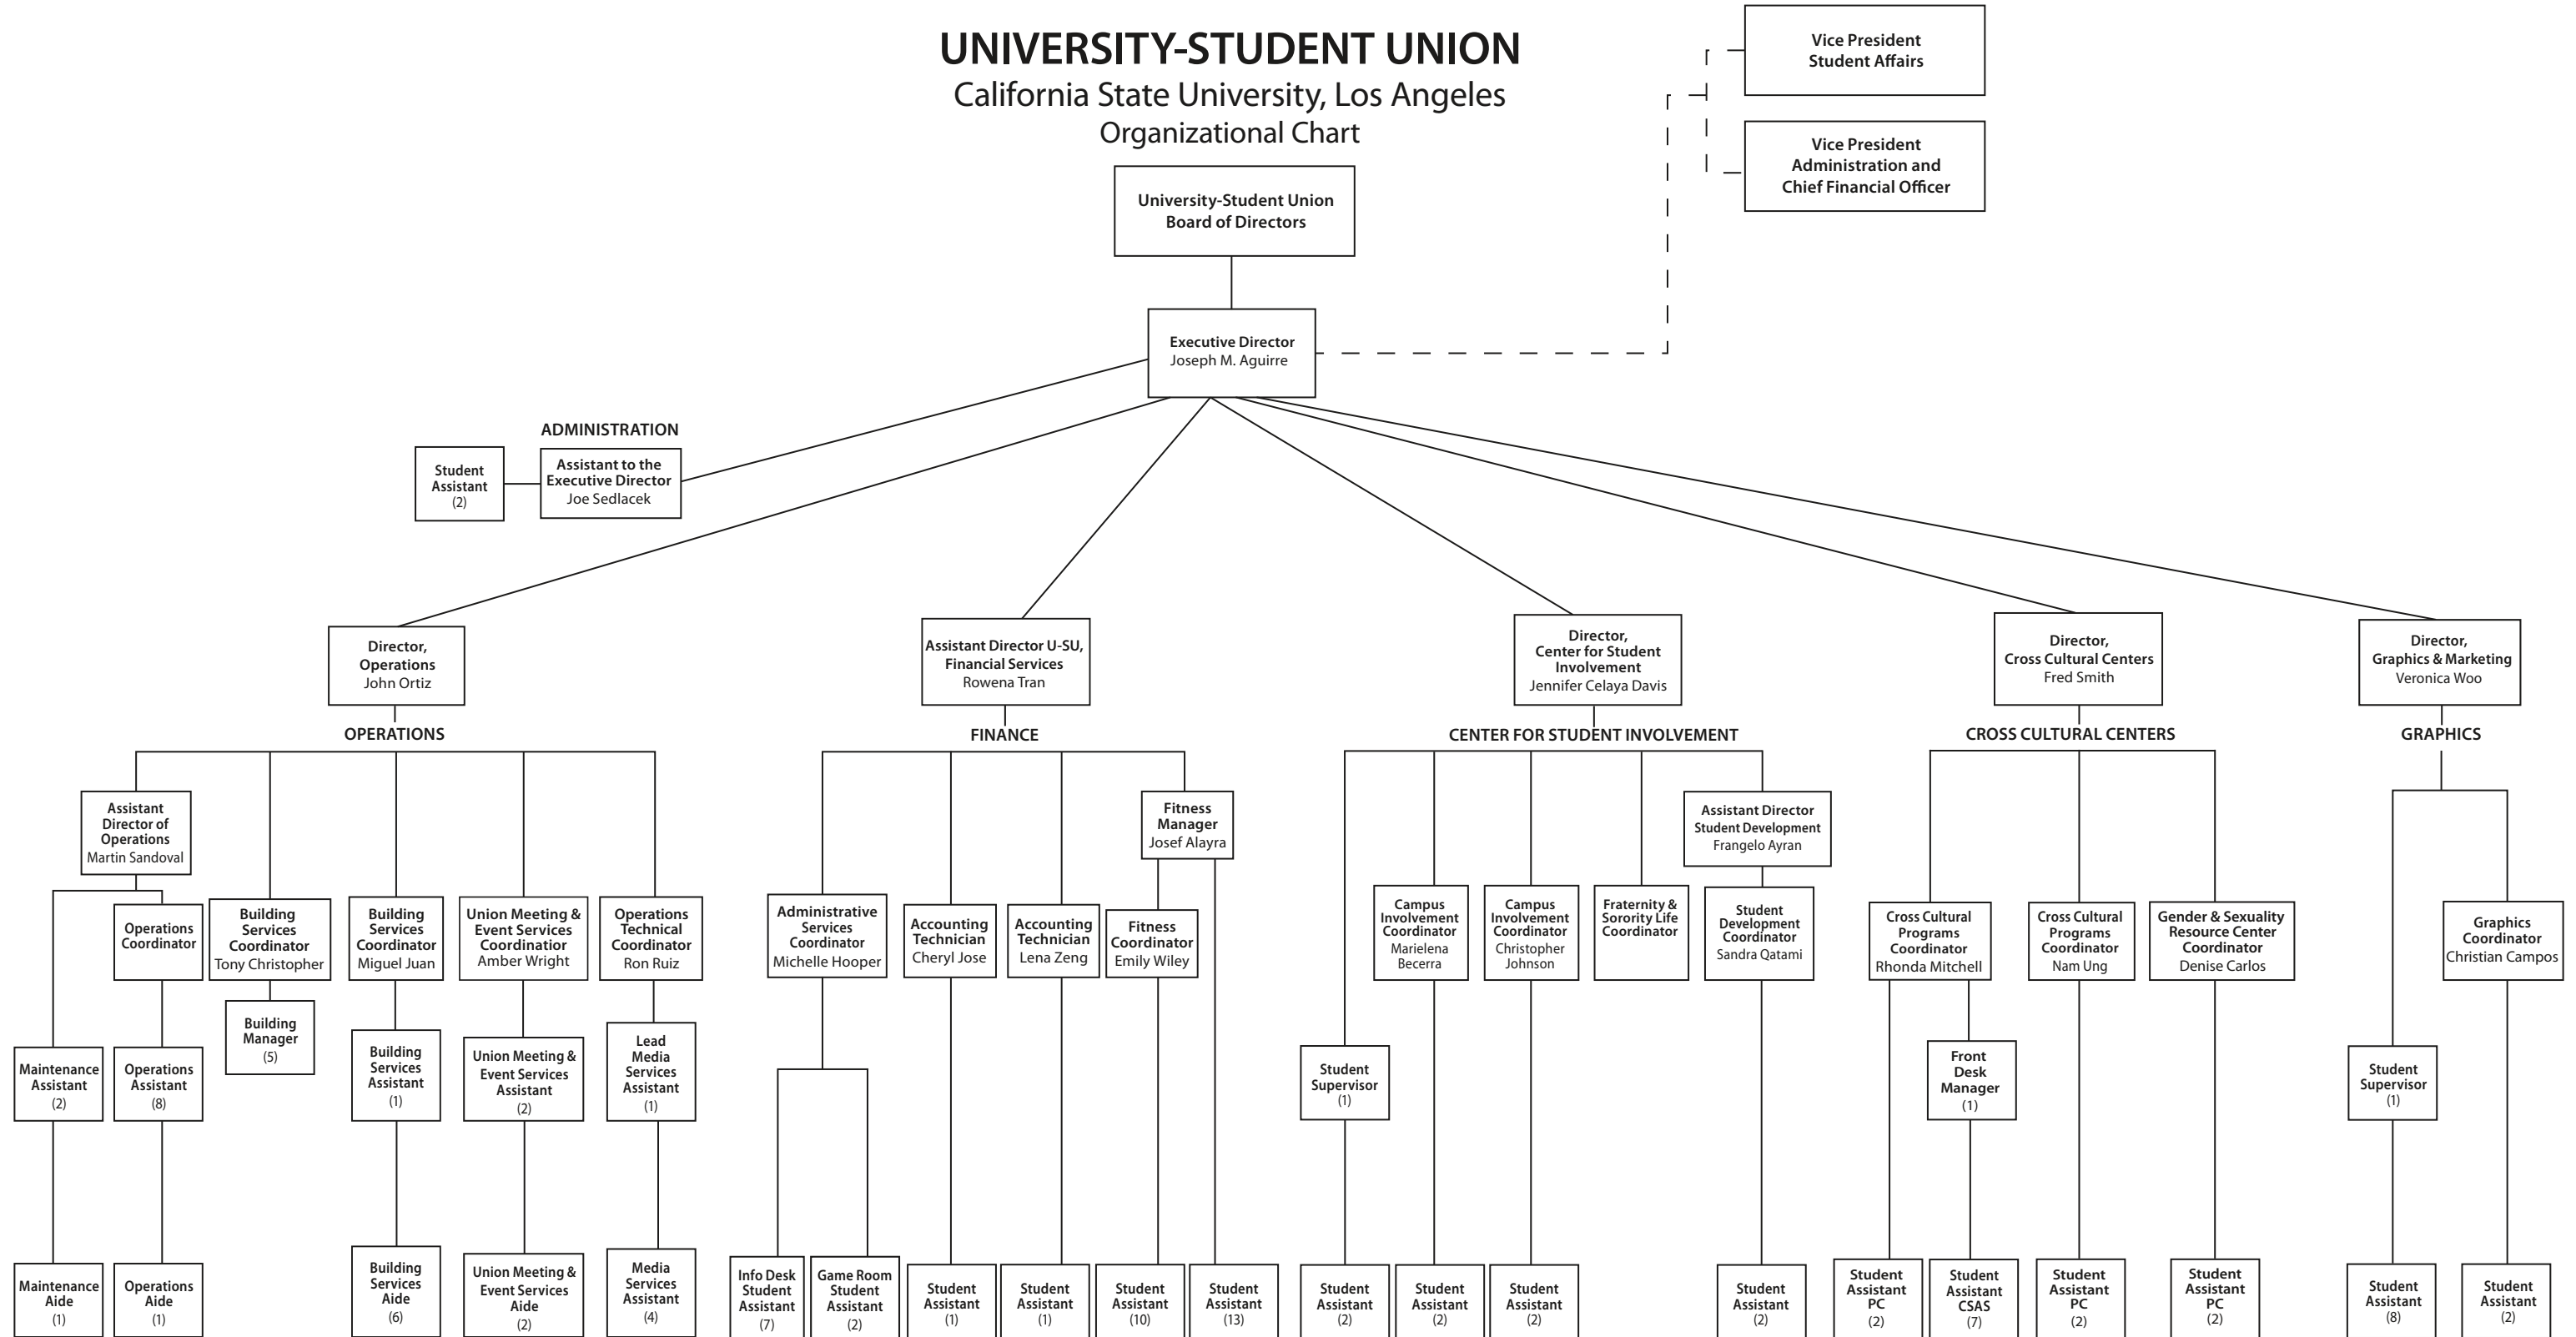 UNIVERSITY-STUDENT UNION
California State University, Los Angeles
Organizational Chart
Vice President
Student Affairs
Vice President
Administration and
Chief Financial Officer
University-Student Union
Board of Directors
Executive Director
Joseph M. Aguirre
ADMINISTRATION
Student
Assistant
(2)
Assistant to the
Executive Director
Joe Sedlacek
Director,
Operations
John Ortiz
Assistant Director U-SU,
Financial Services
Rowena Tran
Director,
Center for Student
Involvement
Jennifer Celaya Davis
Director,
Cross Cultural Centers
Fred Smith
Director,
Graphics & Marketing
Veronica Woo
OPERATIONS
FINANCE
CENTER FOR STUDENT INVOLVEMENT
CROSS CULTURAL CENTERS
GRAPHICS
Assistant
Director of
Operations
Martin Sandoval
Fitness
Manager
Josef Alayra
Assistant Director
Student Development
Frangelo Ayran
Operations
Coordinator
Building
Services
Coordinator
Tony Christopher
Building
Services
Coordinator
Miguel Juan
Union Meeting &
Event Services
Coordinatior
Amber Wright
Operations
Technical
Coordinator
Ron Ruiz
Administrative
Services
Coordinator
Michelle Hooper
Accounting
Technician
Cheryl Jose
Accounting
Technician
Lena Zeng
Fitness
Coordinator
Emily Wiley
Campus
Involvement
Coordinator
Marielena
Becerra
Campus
Involvement
Coordinator
Christopher
Johnson
Fraternity &
Sorority Life
Coordinator
Student
Development
Coordinator
Sandra Qatami
Cross Cultural
Programs
Coordinator
Rhonda Mitchell
Cross Cultural
Programs
Coordinator
Nam Ung
Gender & Sexuality
Resource Center
Coordinator
Denise Carlos
Graphics
Coordinator
Christian Campos
Maintenance
Assistant
(2)
Operations
Assistant
(8)
Building
Manager
(5)
Building
Services
Assistant
(1)
Union Meeting &
Event Services
Assistant
(2)
Lead
Media
Services
Assistant
(1)
Student
Supervisor
(1)
Front
Desk
Manager
(1)
Student
Supervisor
(1)
Maintenance
Aide
(1)
Operations
Aide
(1)
Building
Services
Aide
(6)
Union Meeting &
Event Services
Aide
(2)
Media
Services
Assistant
(4)
Info Desk
Student
Assistant
(7)
Game Room
Student
Assistant
(2)
Student
Assistant
(1)
Student
Assistant
(1)
Student
Assistant
(10)
Student
Assistant
(13)
Student
Assistant
(2)
Student
Assistant
(2)
Student
Assistant
(2)
Student
Assistant
(2)
Student
Assistant
PC
(2)
Student
Assistant
CSAS
(7)
Student
Assistant
PC
(2)
Student
Assistant
PC
(2)
Student
Assistant
(8)
Student
Assistant
(2)